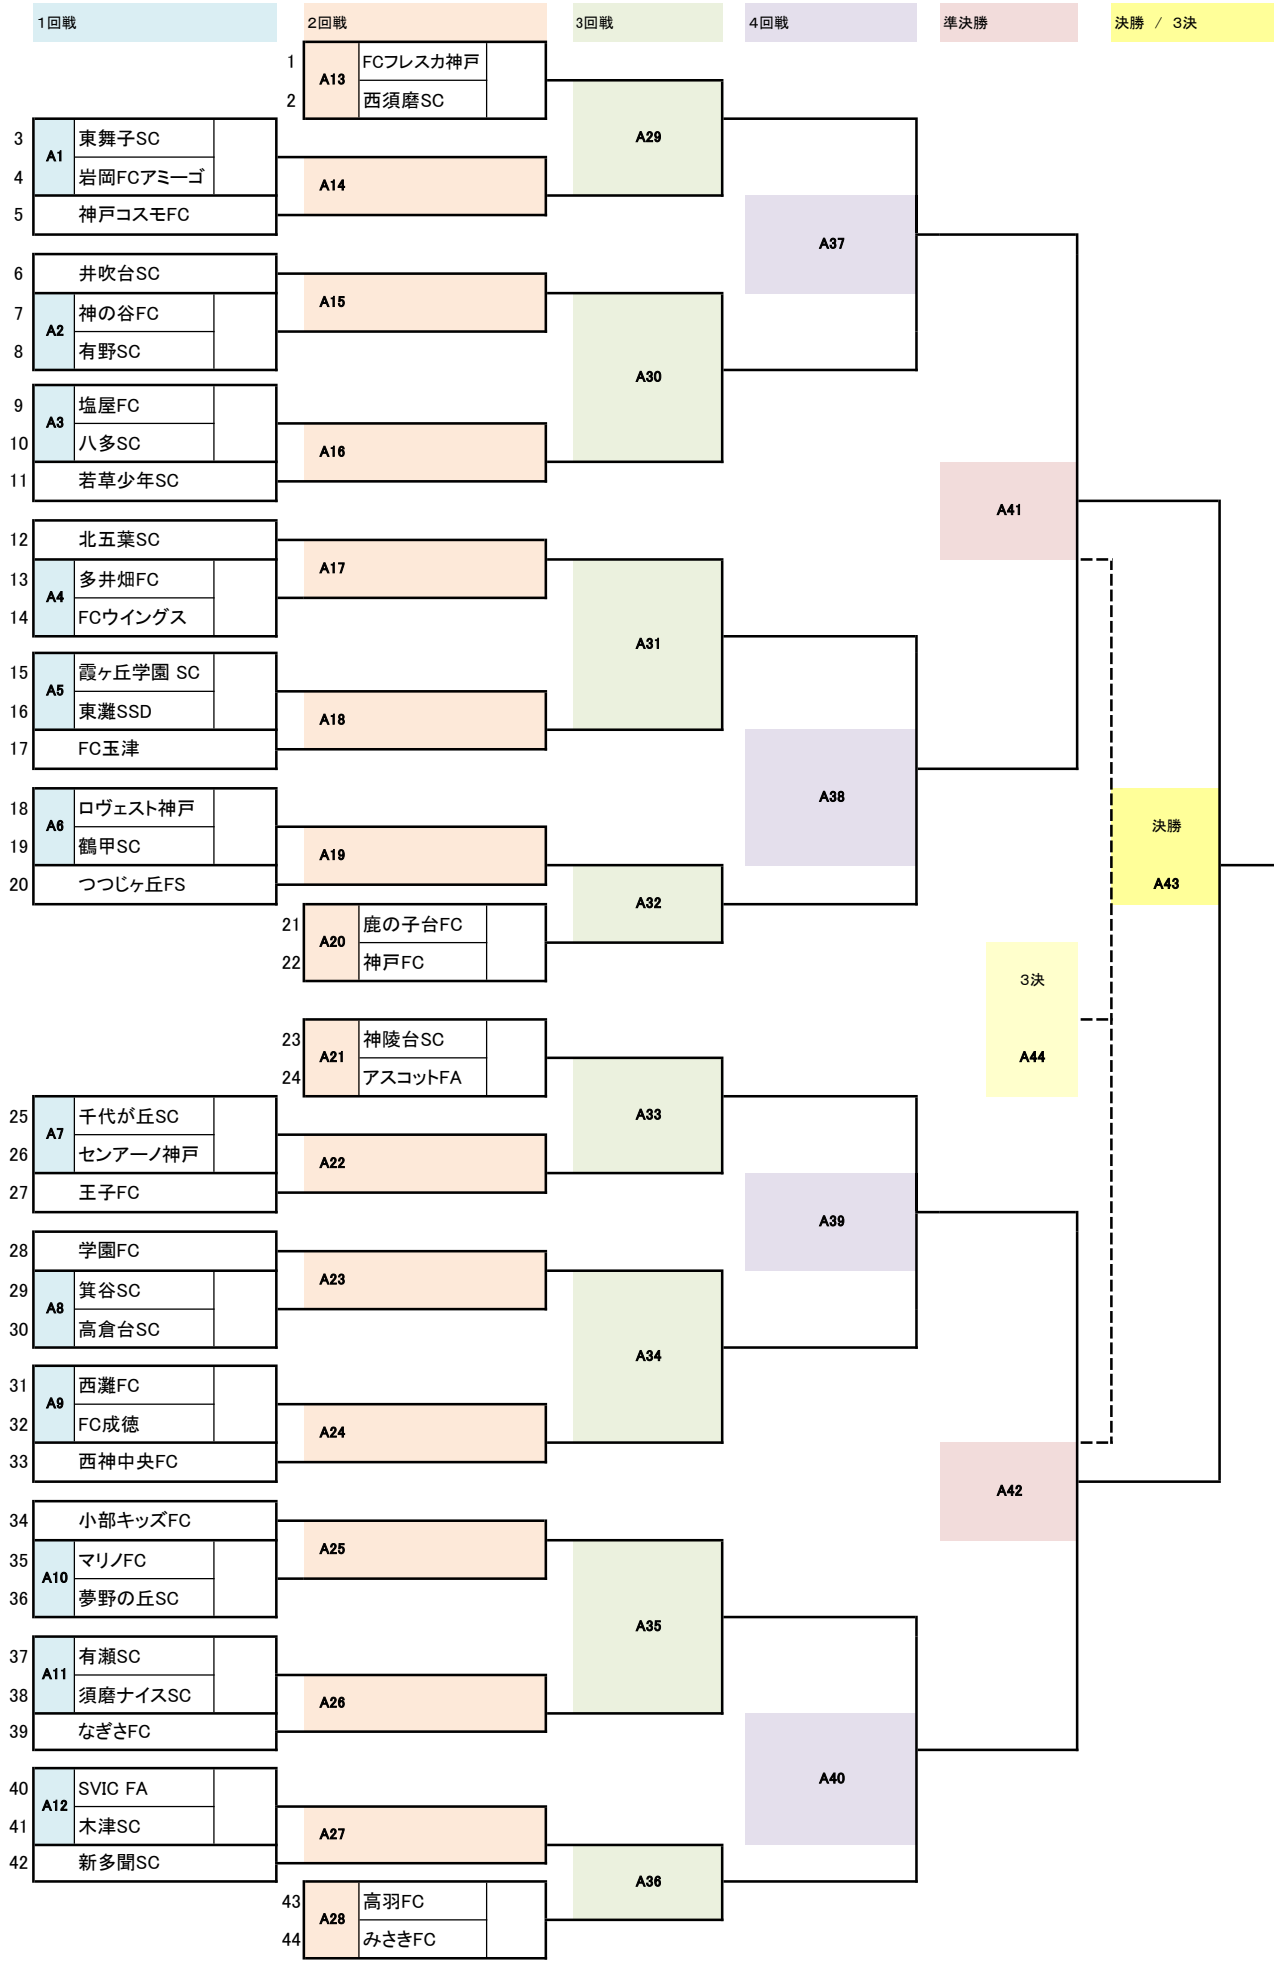 1回戦
2回戦
3回戦
4回戦
準決勝
決勝 / 3決
1 A13 FCフレスカ神戸
2 西須磨SC
3 A1 東舞子SC
4 岩岡FCアミーゴ
5 神戸コスモFC
A14
A29
6 井吹台SC
7 A2 神の谷FC
8 有野SC
A15
A37
9 A3 塩屋FC
10 八多SC
11 若草少年SC
A16
A30
12 北五葉SC
13 A4 多井畑FC
14 FCウイングス
A17
A41
15 A5 霞ヶ丘学園 SC
16 東灘SSD
17 FC玉津
A18
A31
18 A6 ロヴェスト神戸
19 鶴甲SC
20 つつじヶ丘FS
A19
A38
決勝
A43
21 A20 鹿の子台FC
22 神戸FC
A32
3決
A44
23 A21 神陵台SC
24 アスコットFA
25 A7 千代が丘SC
26 センアーノ神戸
27 王子FC
A22
A33
28 学園FC
29 A8 箕谷SC
30 高倉台SC
A23
A39
31 A9 西灘FC
32 FC成徳
33 西神中央FC
A24
A34
34 小部キッズFC
35 A10 マリノFC
36 夢野の丘SC
A25
A42
37 A11 有瀬SC
38 須磨ナイスSC
39 なぎさFC
A26
A35
40 A12 SVIC FA
41 木津SC
42 新多聞SC
A27
A40
43 A28 高羽FC
44 みさきFC
A36